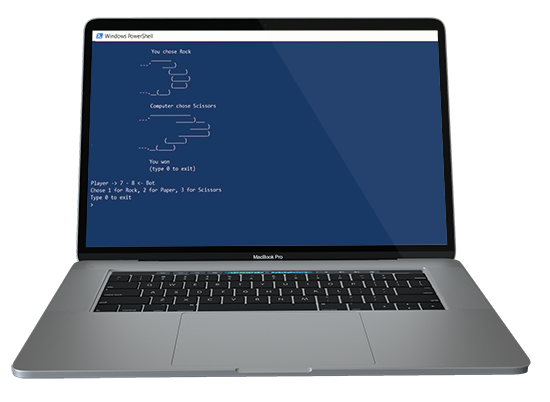 Windows PowerShell
You chose Rock
Computer chose Scissors
You won
(type 0 to exit)
Player -> 7 - 8 <- Bot
Chose 1 for Rock, 2 for Paper, 3 for Scissors
Type 0 to exit
>
MacBook Pro